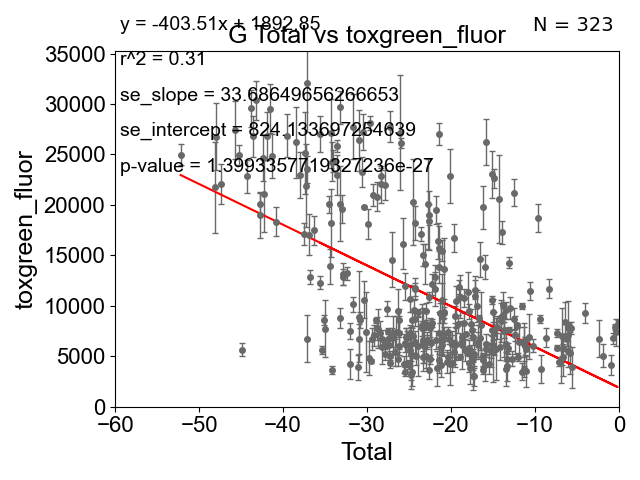 y = -403.51x + 1892.85
N = 323
G Total vs toxgreen_fluor
r^2 = 0.31
se_slope = 33.68649656266653
se_intercept = 824.133697254639
p-value = 1.3993357719327236e-27
35000
30000
25000
20000
15000
10000
5000
0
toxgreen_fluor
−60
−50
−40
−30
−20
−10
0
Total